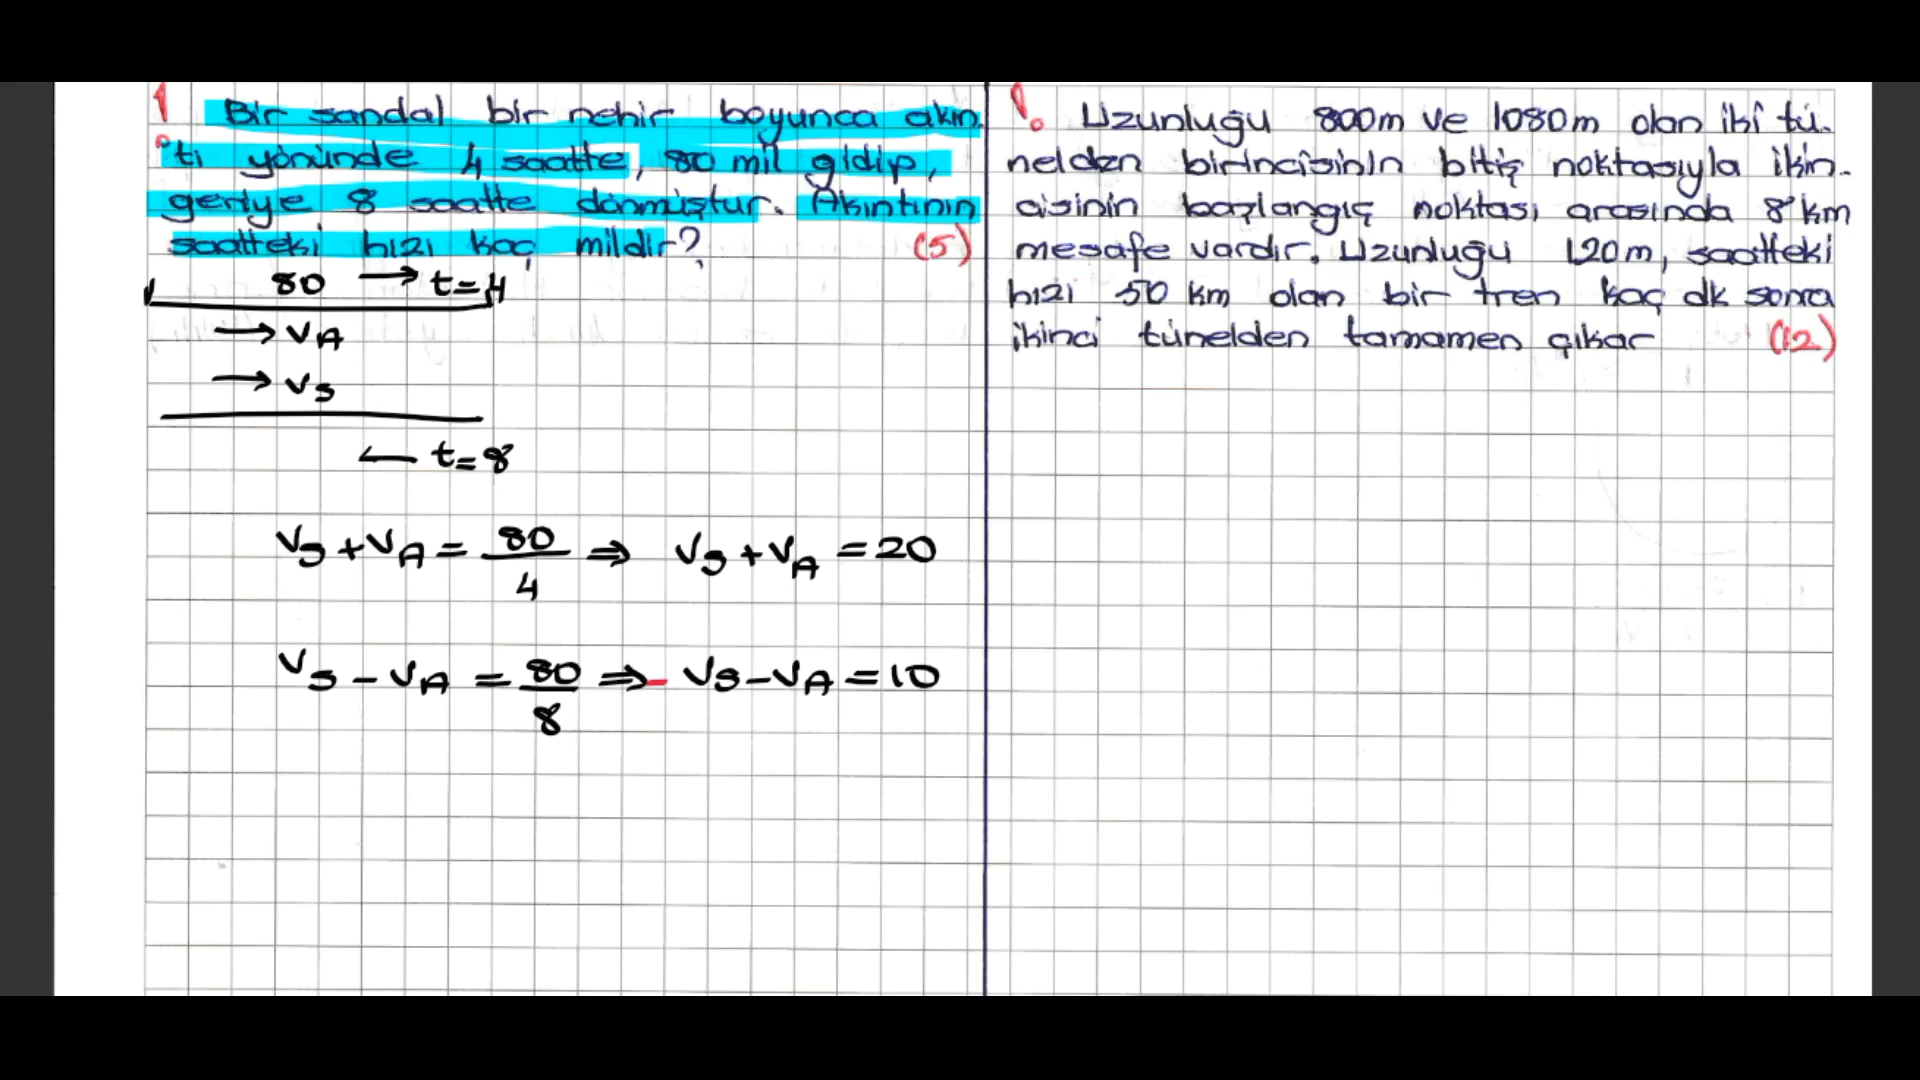 Bir sandal bir nehir boyunca akın
tı yönünde 4 saatte, 80 mil gidip,
geriye 8 saatte dönmüştür. Akıntının
saatteki hızı kaç mildir? (5)
80 → t=4
→ VA
→ VS
← t=8
VS + VA = 80/4 ⇒ VS + VA = 20
VS - VA = 80/8 ⇒ - VS - VA = 10
Uzunluğu 800m ve 1080m olan iki tü-
nelden birincisinin bitiş noktasıyla ikin-
cisinin başlangıç noktası arasında 8 km
mesafe vardır. Uzunluğu 120m, saatteki
hızı 50 km olan bir tren kaç dk sonra
ikinci tünelden tamamen çıkar (12)